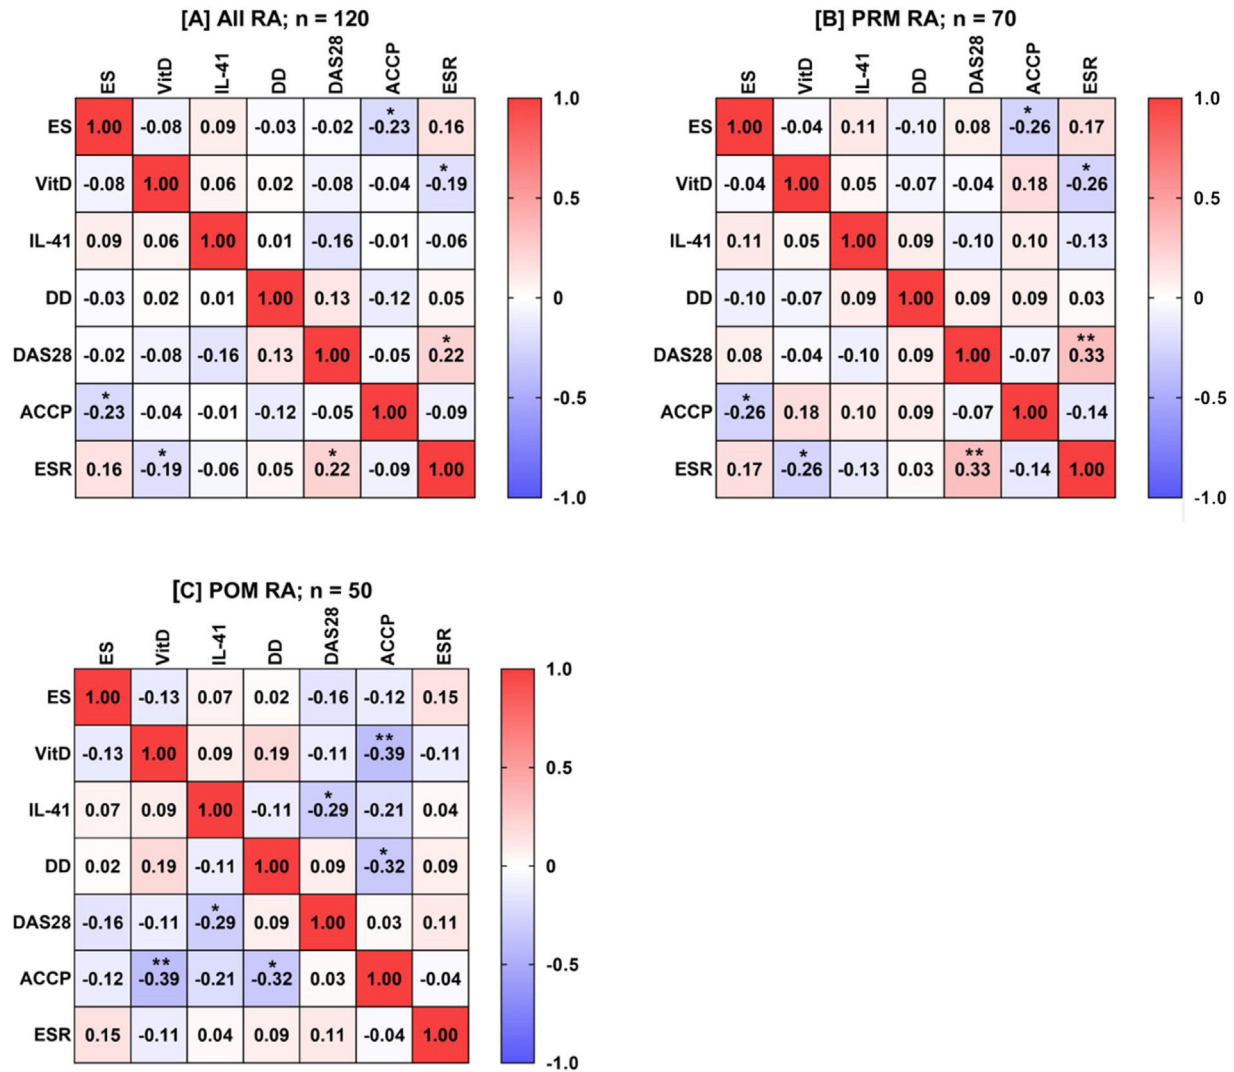 [A] All RA; n = 120
ES VitD IL-41 DD DAS28 ACCP ESR
ES 1.00 -0.08 0.09 -0.03 -0.02 * -0.23 0.16
VitD -0.08 1.00 0.06 0.02 -0.08 -0.04 * -0.19
IL-41 0.09 0.06 1.00 0.01 -0.16 -0.01 -0.06
DD -0.03 0.02 0.01 1.00 0.13 -0.12 0.05
DAS28 -0.02 -0.08 -0.16 0.13 1.00 -0.05 * 0.22
ACCP * -0.23 -0.04 -0.01 -0.12 -0.05 1.00 -0.09
ESR 0.16 * -0.19 -0.06 0.05 * 0.22 -0.09 1.00
1.0
0.5
0
-0.5
-1.0
[B] PRM RA; n = 70
ES VitD IL-41 DD DAS28 ACCP ESR
ES 1.00 -0.04 0.11 -0.10 0.08 * -0.26 0.17
VitD -0.04 1.00 0.05 -0.07 -0.04 0.18 * -0.26
IL-41 0.11 0.05 1.00 0.09 -0.10 0.10 -0.13
DD -0.10 -0.07 0.09 1.00 0.09 0.09 0.03
DAS28 0.08 -0.04 -0.10 0.09 1.00 -0.07 ** 0.33
ACCP * -0.26 0.18 0.10 0.09 -0.07 1.00 -0.14
ESR 0.17 * -0.26 -0.13 0.03 ** 0.33 -0.14 1.00
1.0
0.5
0
-0.5
-1.0
[C] POM RA; n = 50
ES VitD IL-41 DD DAS28 ACCP ESR
ES 1.00 -0.13 0.07 0.02 -0.16 -0.12 0.15
VitD -0.13 1.00 0.09 0.19 -0.11 ** -0.39 -0.11
IL-41 0.07 0.09 1.00 -0.11 * -0.29 -0.21 0.04
DD 0.02 0.19 -0.11 1.00 0.09 * -0.32 0.09
DAS28 -0.16 -0.11 * -0.29 0.09 1.00 0.03 0.11
ACCP -0.12 ** -0.39 -0.21 * -0.32 0.03 1.00 -0.04
ESR 0.15 -0.11 0.04 0.09 0.11 -0.04 1.00
1.0
0.5
0
-0.5
-1.0